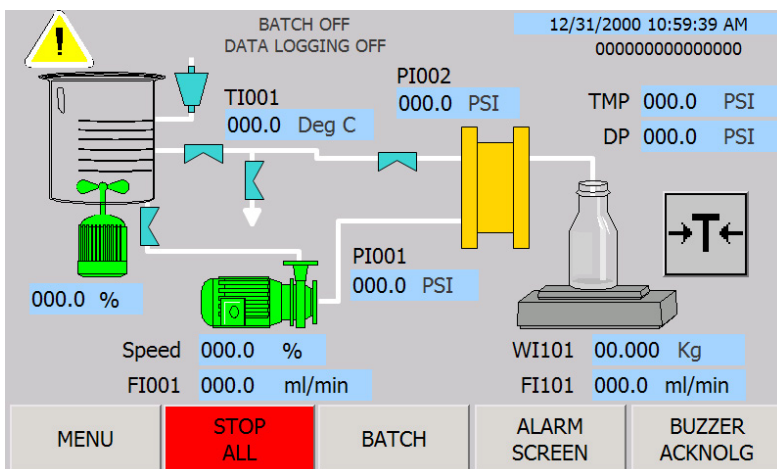 BATCH OFF
12/31/2000 10:59:39 AM
DATA LOGGING OFF
000000000000000
PI002
TI001
000.0 PSI
TMP 000.0 PSI
000.0 Deg C
DP 000.0 PSI
T
PI001
000.0 PSI
000.0 %
Speed 000.0 %
WI101 00.000 Kg
FI001 000.0 ml/min
FI101 000.0 ml/min
MENU
STOP ALL
BATCH
ALARM SCREEN
BUZZER ACKNOLG